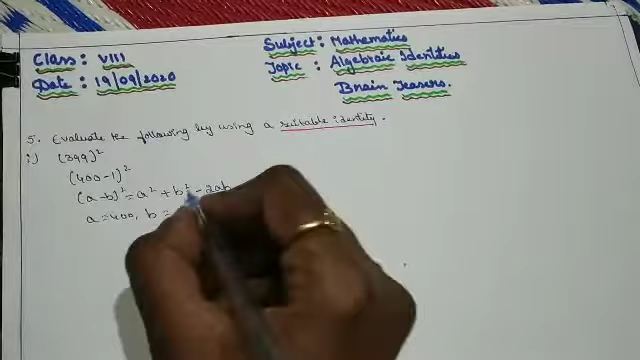 Class: VIII
Subject: Mathematics
Date: 19/09/2020
Topic: Algebraic Identities
Brain Teasers.
5. Evaluate the following by using a suitable identity.
i) (399)²
(400-1)²
(a-b)² = a² + b² - 2ab
a = 400, b =